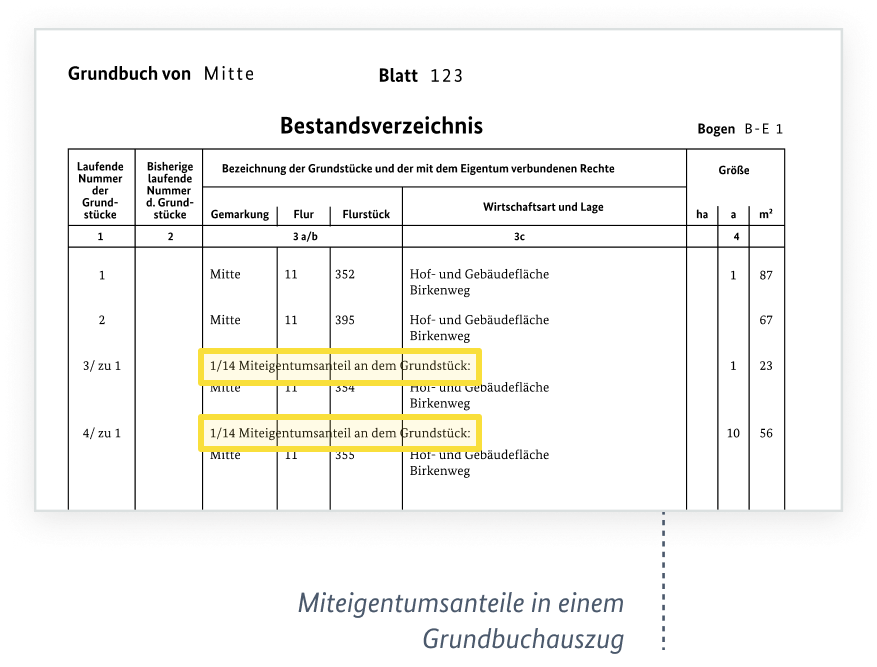 Grundbuch von Mitte Blatt 123
Bestandsverzeichnis
Bogen B-E 1
Laufende Nummer der Grund-stücke
Bisherige laufende Nummer d. Grund-stücke
Bezeichnung der Grundstücke und der mit dem Eigentum verbundenen Rechte
Größe
Gemarkung Flur Flurstück
Wirtschaftsart und Lage
ha a m²
1 2 3 a/b 3c 4
1 Mitte 11 352 Hof- und Gebäudefläche 1 87
Birkenweg
2 Mitte 11 395 Hof- und Gebäudefläche 67
Birkenweg
3/ zu 1 1/14 Miteigentumsanteil an dem Grundstück: 1 23
Mitte 11 354 Hof- und Gebäudefläche
Birkenweg
4/ zu 1 1/14 Miteigentumsanteil an dem Grundstück: 10 56
Mitte 11 355 Hof- und Gebäudefläche
Birkenweg
Miteigentumsanteile in einem
Grundbuchauszug